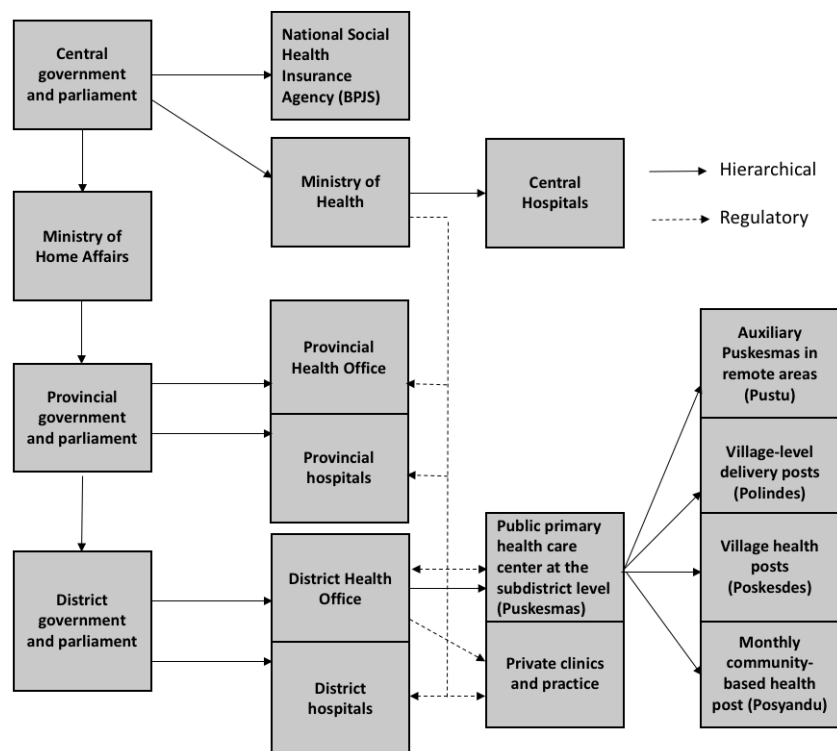 Central
government
and parliament
National Social
Health
Insurance
Agency (BPJS)
Ministry of
Health
Central
Hospitals
Hierarchical
Regulatory
Ministry of
Home Affairs
Provincial
government
and parliament
Provincial
Health Office
Provincial
hospitals
District
government
and parliament
District Health
Office
District
hospitals
Public primary
health care
center at the
subdistrict level
(Puskesmas)
Private clinics
and practice
Auxiliary
Puskesmas in
remote areas
(Pustu)
Village-level
delivery posts
(Polindes)
Village health
posts
(Poskesdes)
Monthly
community-
based health
post (Posyandu)